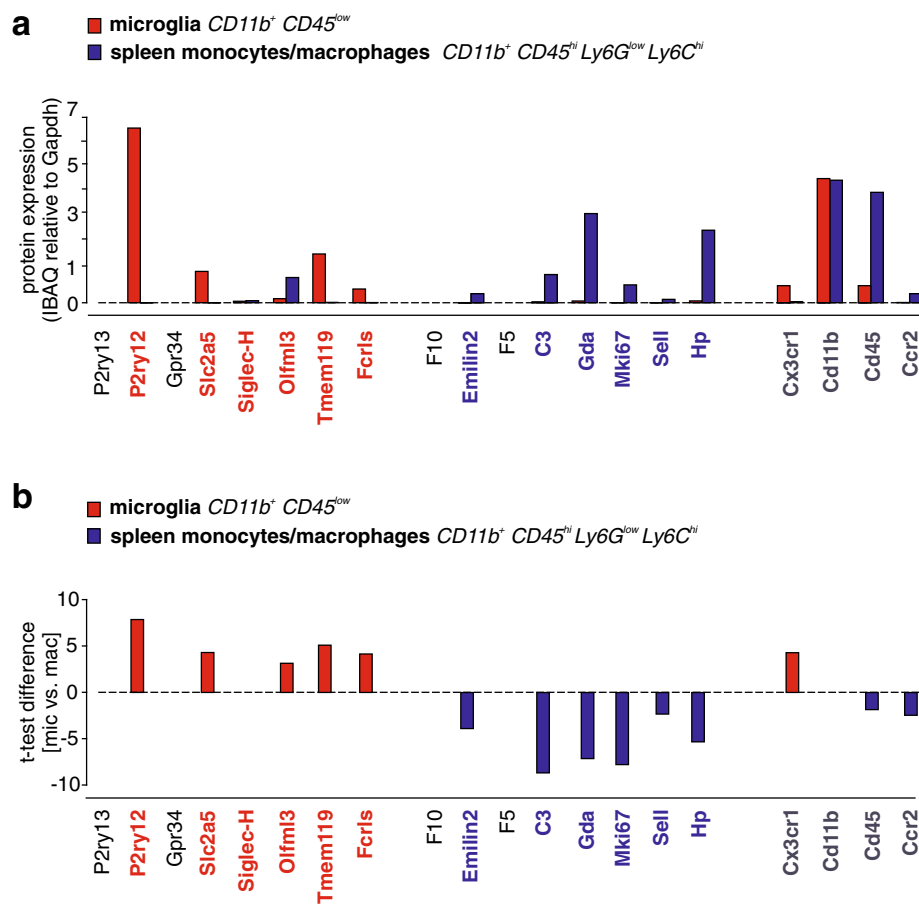 a
microglia CD11b+ CD45low
spleen monocytes/macrophages CD11b+ CD45hi Ly6Glow Ly6Chi
protein expression
(IBAQ relative to Gapdh)
7
5
3
1
0
P2ry13
P2ry12
Gpr34
Slc2a5
Siglec-H
Olfml3
Tmem119
Fcrls
F10
Emilin2
F5
C3
Gda
Mki67
Sell
Hp
Cx3cr1
Cd11b
Cd45
Ccr2
b
microglia CD11b+ CD45low
spleen monocytes/macrophages CD11b+ CD45hi Ly6Glow Ly6Chi
t-test difference
[mic vs. mac]
10
5
0
-5
-10
P2ry13
P2ry12
Gpr34
Slc2a5
Siglec-H
Olfml3
Tmem119
Fcrls
F10
Emilin2
F5
C3
Gda
Mki67
Sell
Hp
Cx3cr1
Cd11b
Cd45
Ccr2